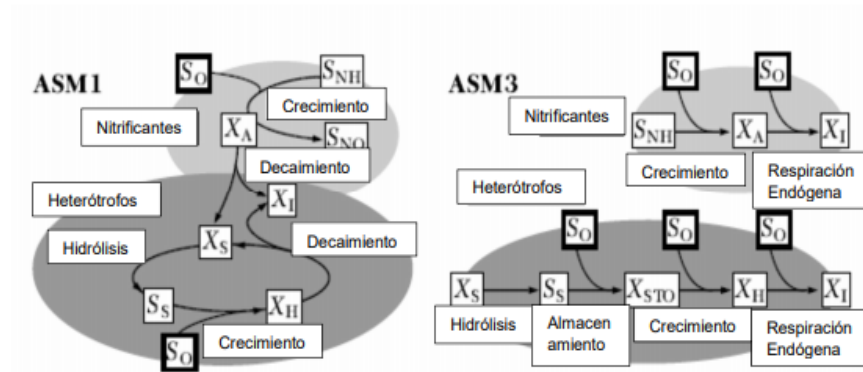 ASM1
S_O
S_NH
Crecimiento
Nitrificantes
X_A
S_NO
Decaimiento
Heterótrofos
X_I
Hidrólisis
X_S
Decaimiento
S_S
X_H
Crecimiento
S_O
ASM3
S_O
S_O
Nitrificantes
S_NH
X_A
X_I
Crecimiento
Respiración
Endógena
Heterótrofos
S_O
S_O
S_O
X_S
S_S
X_STO
X_H
X_I
Hidrólisis
Almacen
amiento
Crecimiento
Respiración
Endógena